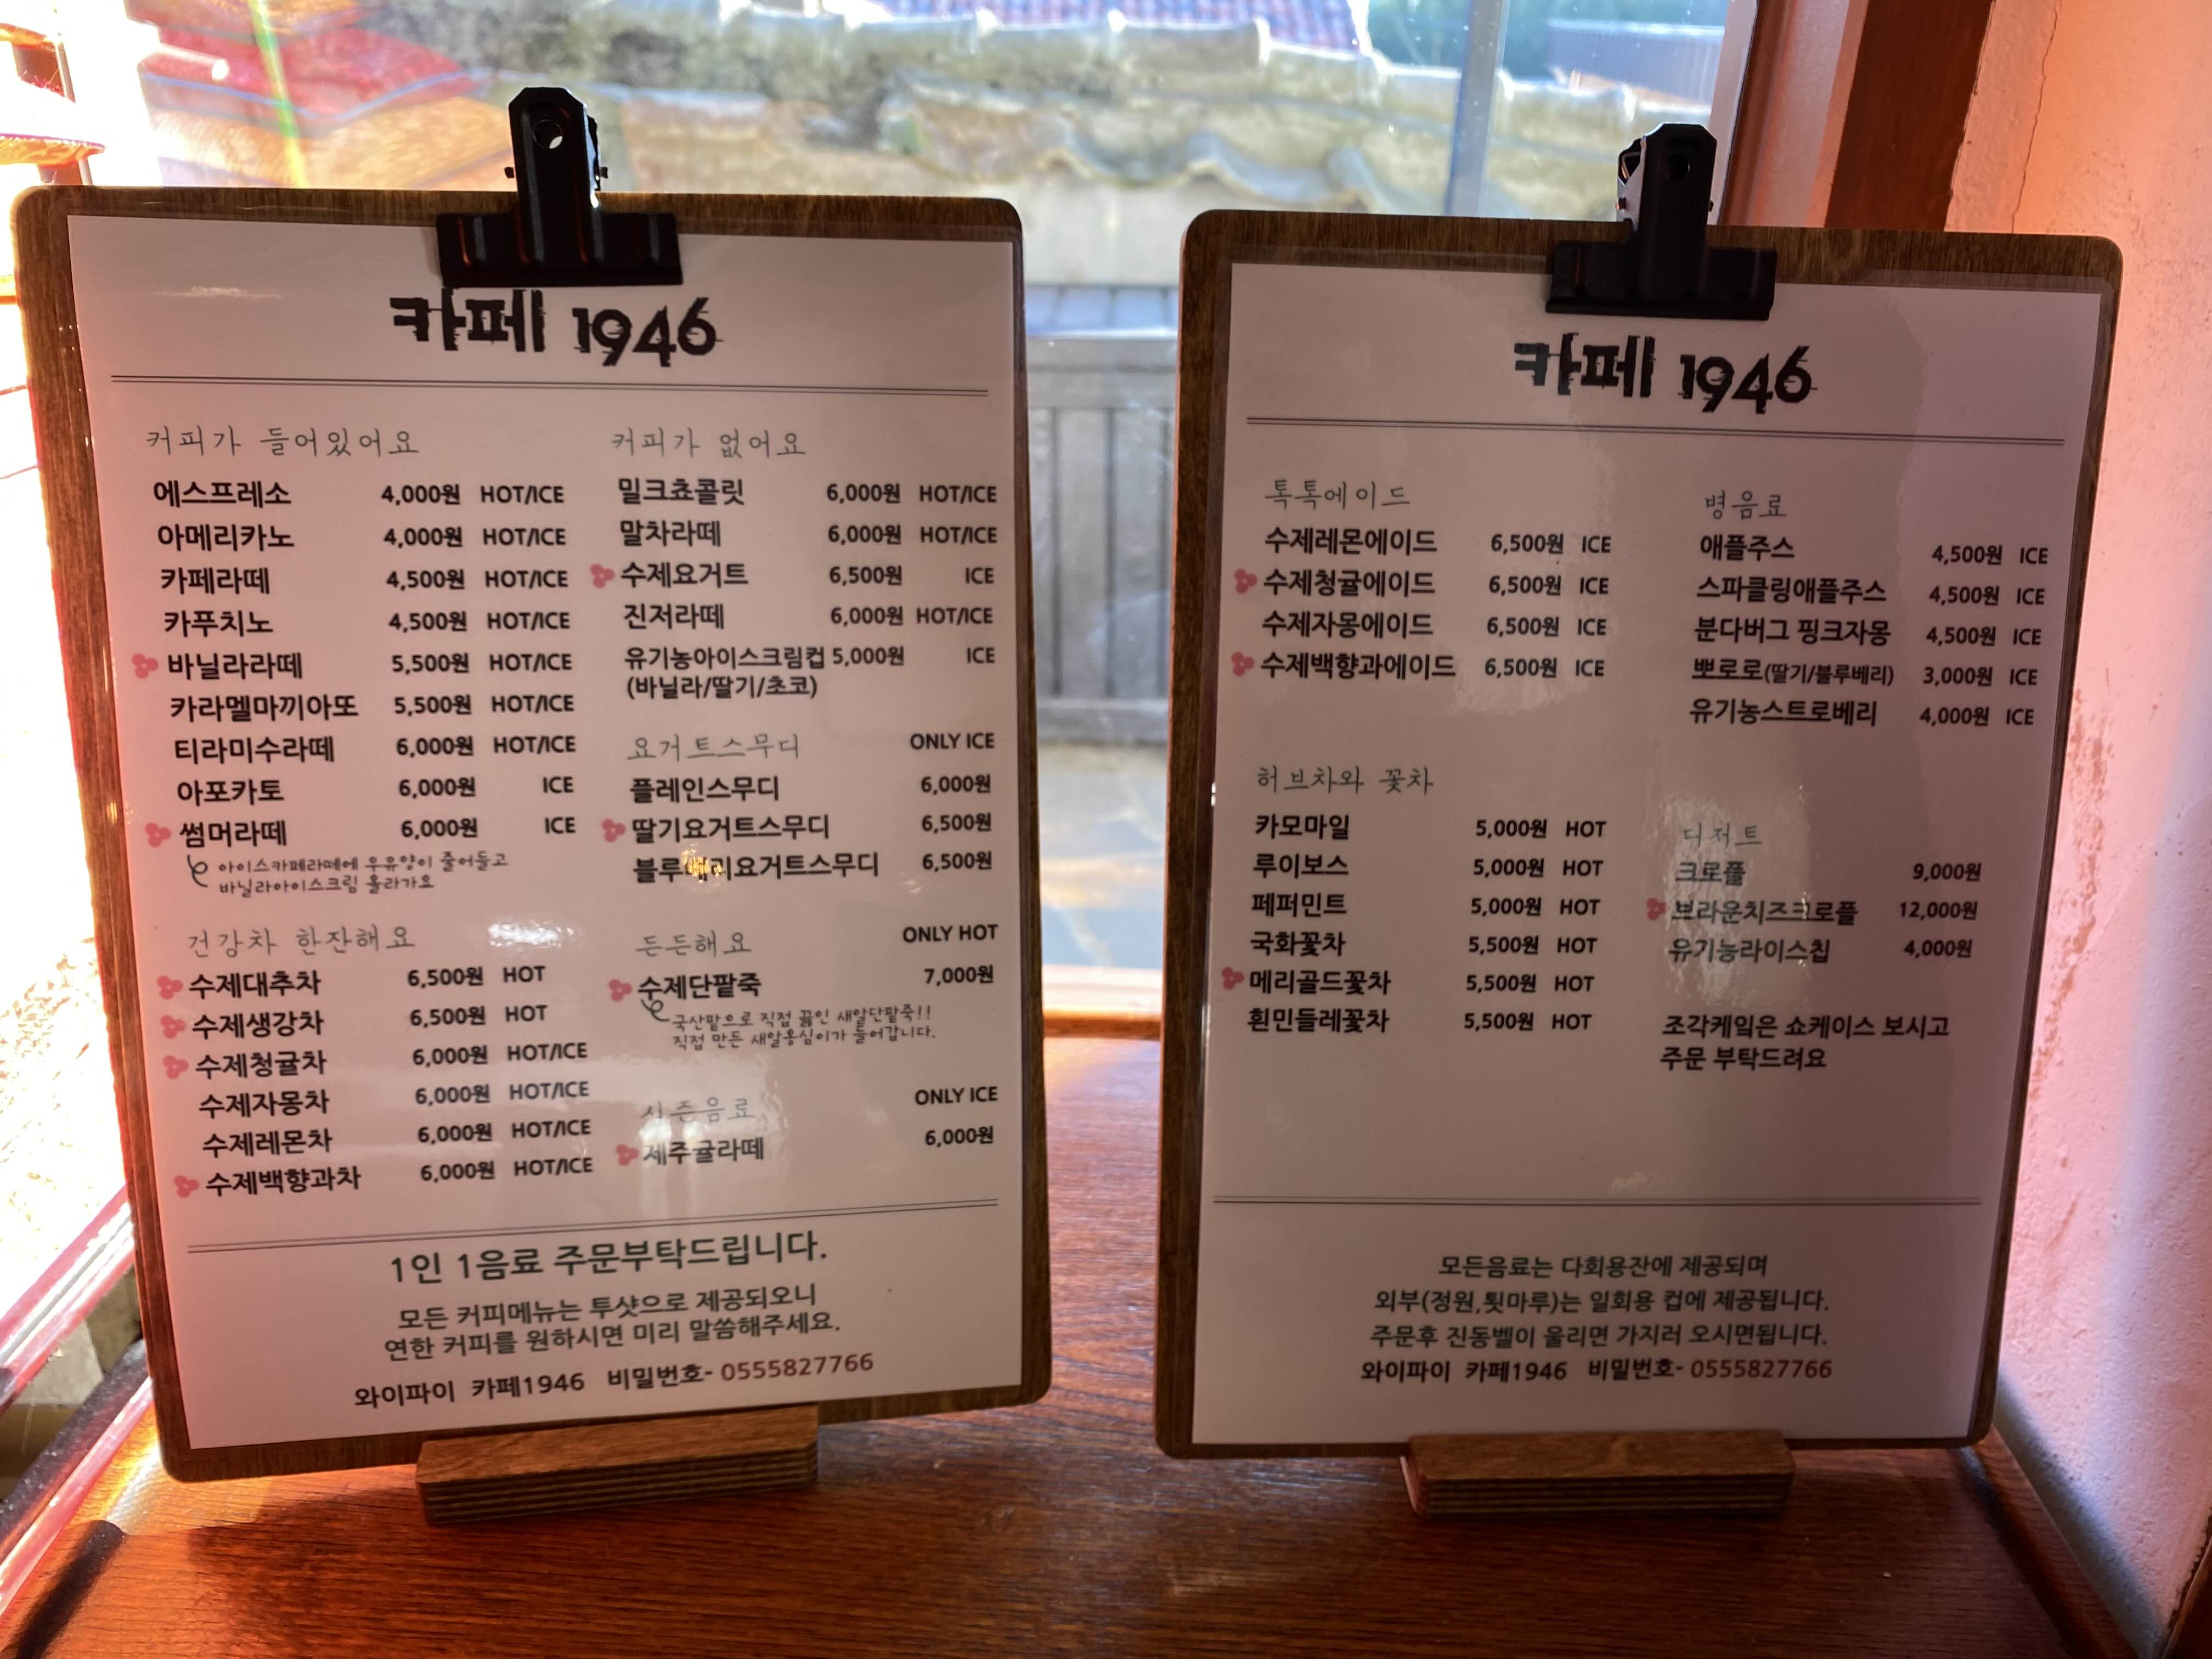 카페 1946
커피가 들어있어요
에스프레소 4,000원 HOT/ICE
아메리카노 4,000원 HOT/ICE
카페라떼 4,500원 HOT/ICE
카푸치노 4,500원 HOT/ICE
바닐라라떼 5,500원 HOT/ICE
카라멜마끼아또 5,500원 HOT/ICE
티라미수라떼 6,000원 HOT/ICE
아포카토 6,000원 ICE
썸머라떼 6,000원 ICE
아이스카페라떼에 우유양이 줄어들고
바닐라아이스크림 올라가요
건강차 한잔해요
수제대추차 6,500원 HOT
수제생강차 6,500원 HOT
수제청귤차 6,000원 HOT/ICE
수제자몽차 6,000원 HOT/ICE
수제레몬차 6,000원 HOT/ICE
수제백향과차 6,000원 HOT/ICE
커피가 없어요
밀크쵸콜릿 6,000원 HOT/ICE
말차라떼 6,000원 HOT/ICE
수제요거트 6,500원 ICE
진저라떼 6,000원 HOT/ICE
유기농아이스크림컵 5,000원 ICE
(바닐라/딸기/초코)
요거트스무디 ONLY ICE
플레인스무디 6,000원
딸기요거트스무디 6,500원
블루베리요거트스무디 6,500원
든든해요 ONLY HOT
수제단팥죽 7,000원
국산팥으로 직접 끓인 새알단팥죽!!
직접 만든 새알옹심이가 들어갑니다.
시즌음료 ONLY ICE
제주귤라떼 6,000원
1인 1음료 주문부탁드립니다.
모든 커피메뉴는 투샷으로 제공되오니
연한 커피를 원하시면 미리 말씀해주세요.
와이파이 카페1946 비밀번호- 0555827766
카페 1946
톡톡에이드
수제레몬에이드 6,500원 ICE
수제청귤에이드 6,500원 ICE
수제자몽에이드 6,500원 ICE
수제백향과에이드 6,500원 ICE
허브차와 꽃차
카모마일 5,000원 HOT
루이보스 5,000원 HOT
페퍼민트 5,000원 HOT
국화꽃차 5,500원 HOT
메리골드꽃차 5,500원 HOT
흰민들레꽃차 5,500원 HOT
병음료
애플주스 4,500원 ICE
스파클링애플주스 4,500원 ICE
분다버그 핑크자몽 4,500원 ICE
뽀로로(딸기/블루베리) 3,000원 ICE
유기농스트로베리 4,000원 ICE
디저트
크로플 9,000원
브라운치즈크로플 12,000원
유기농라이스칩 4,000원
조각케잌은 쇼케이스 보시고
주문 부탁드려요
모든음료는 다회용잔에 제공되며
외부(정원,툇마루)는 일회용 컵에 제공됩니다.
주문후 진동벨이 울리면 가지러 오시면됩니다.
와이파이 카페1946 비밀번호- 0555827766